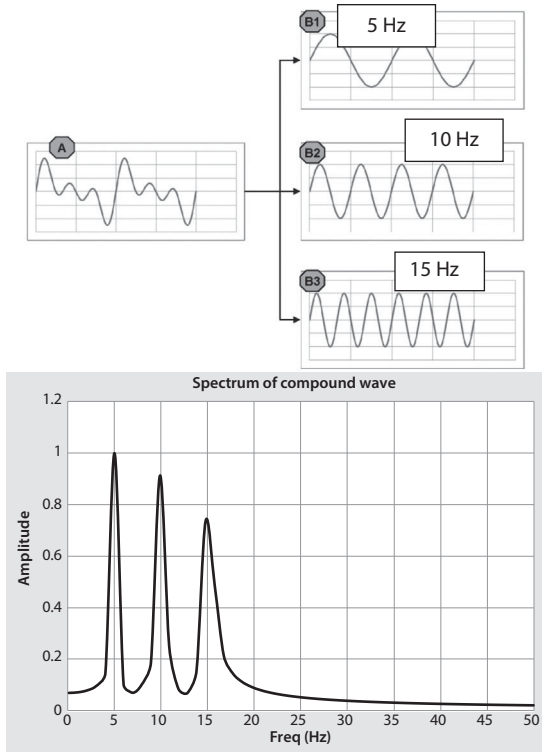 B1
5 Hz
A
B2
10 Hz
B3
15 Hz
Spectrum of compound wave
1.2
1
0.8
0.6
0.4
0.2
0
Amplitude
0 5 10 15 20 25 30 35 40 45 50
Freq (Hz)